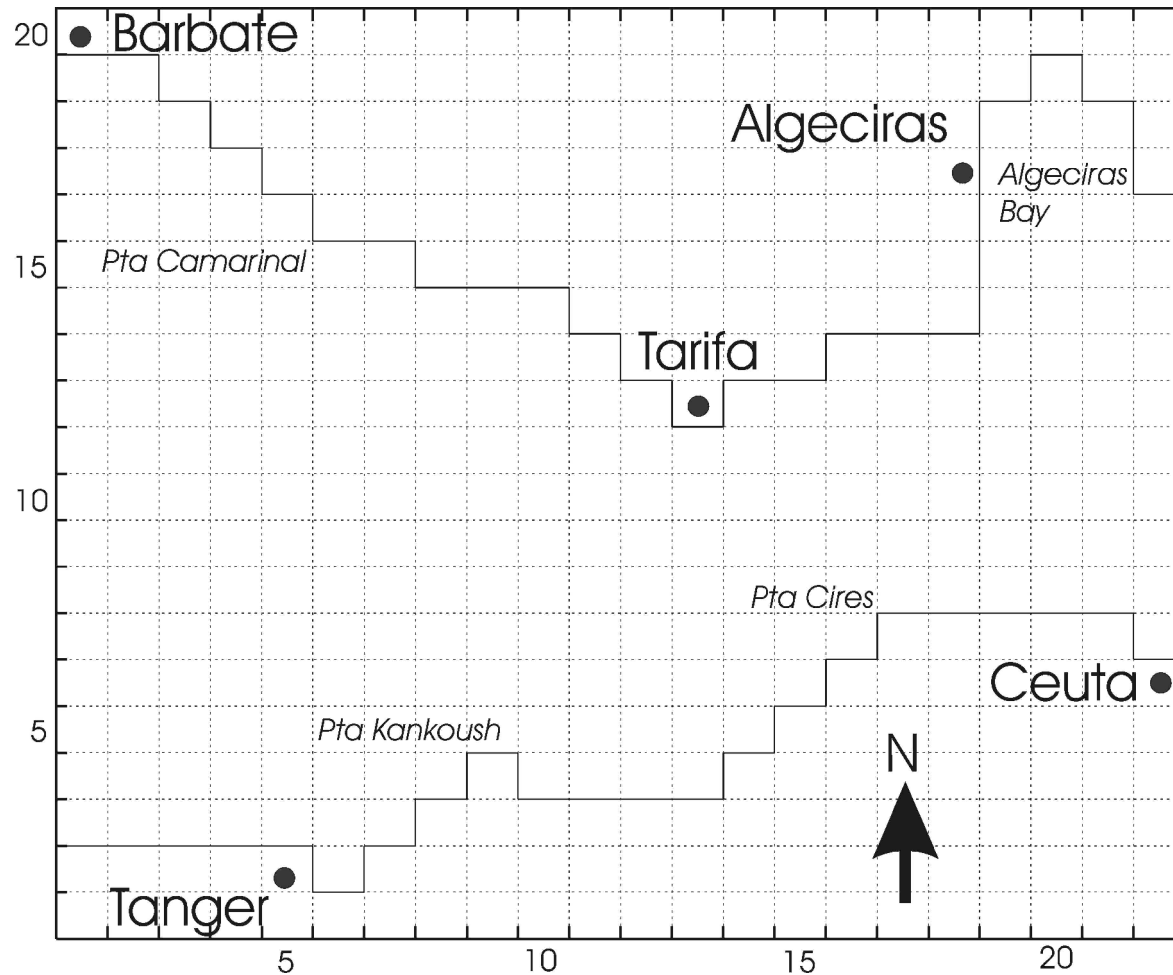 20
Barbate
Algeciras
Algeciras
Bay
Pta Camarinal
15
Tarifa
10
Pta Cires
Ceuta
5
Pta Kankoush
N
Tanger
5
10
15
20